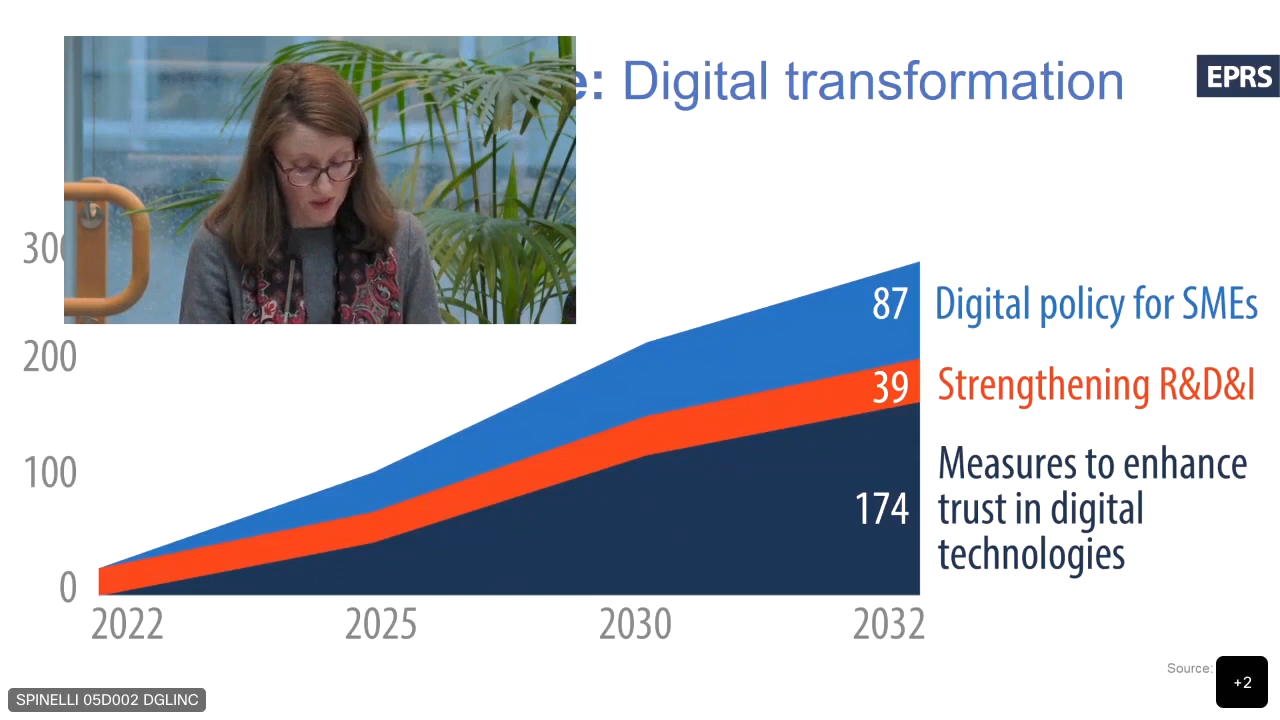 e: Digital transformation
EPRS
300
200
100
0
87
Digital policy for SMEs
39
Strengthening R&D&I
174
Measures to enhance
trust in digital
technologies
2022
2025
2030
2032
Source:
+2
SPINELLI 05D002 DGLINC